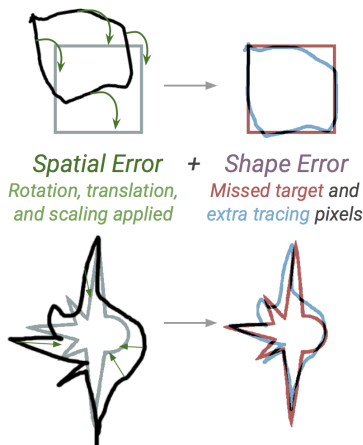 Spatial Error + Shape Error
Rotation, translation,
and scaling applied
Missed target and
extra tracing pixels